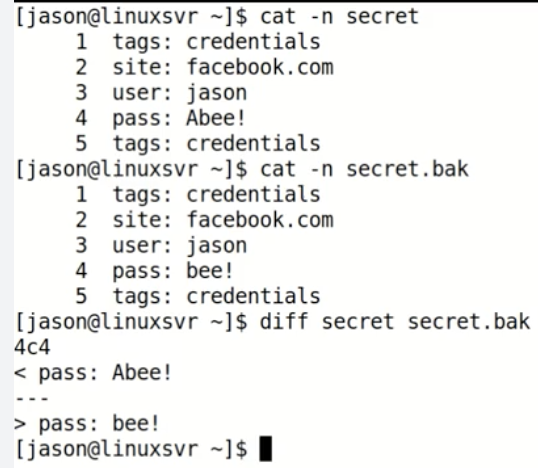 [jason@linuxsvr ~]$ cat -n secret
     1  tags: credentials
     2  site: facebook.com
     3  user: jason
     4  pass: Abee!
     5  tags: credentials
[jason@linuxsvr ~]$ cat -n secret.bak
     1  tags: credentials
     2  site: facebook.com
     3  user: jason
     4  pass: bee!
     5  tags: credentials
[jason@linuxsvr ~]$ diff secret secret.bak
4c4
< pass: Abee!
---
> pass: bee!
[jason@linuxsvr ~]$